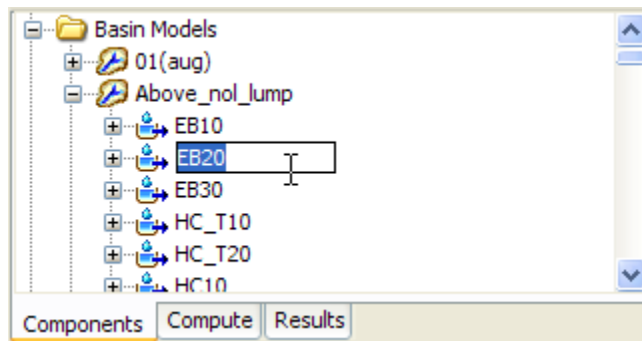 Basin Models
01(aug)
Above_nol_lump
EB10
EB20
EB30
HC_T10
HC_T20
HC10
Components Compute Results